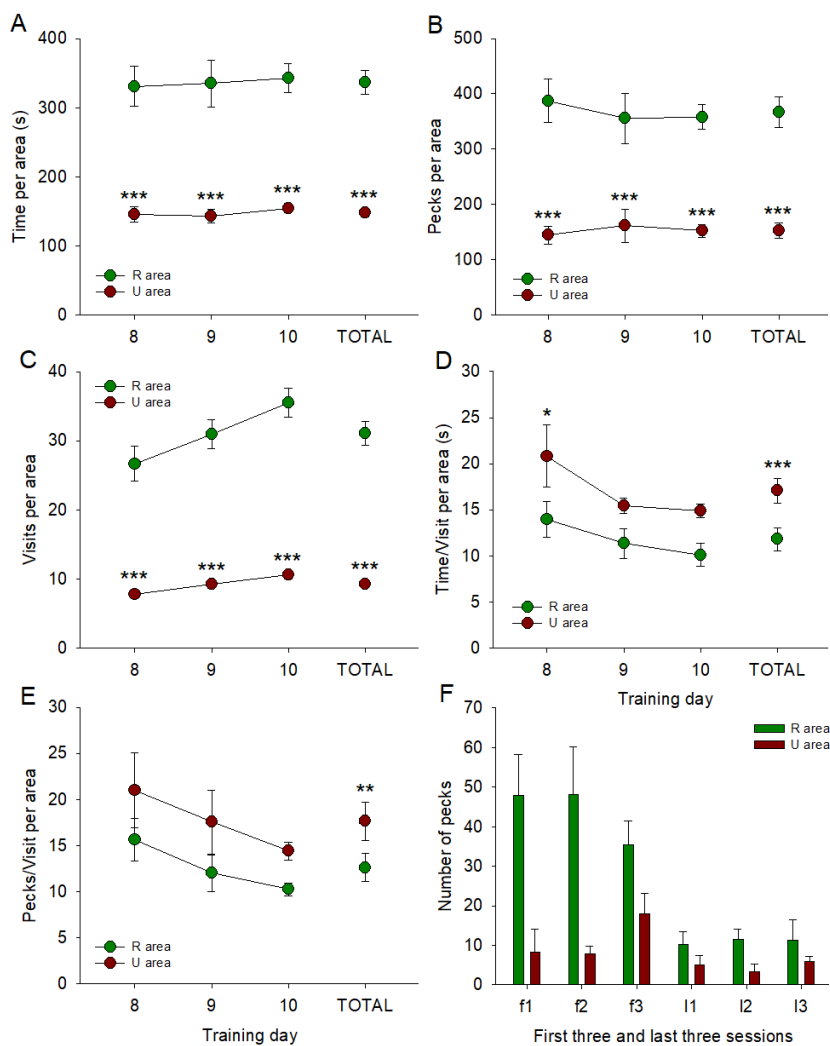 A
Time per area (s)
400
300
200
100
0
*** *** *** ***
R area
U area
8 9 10 TOTAL
B
Pecks per area
500
400
300
200
100
0
*** *** *** ***
R area
U area
8 9 10 TOTAL
C
Visits per area
40
30
20
10
0
R area
U area
*** *** *** ***
8 9 10 TOTAL
D
Time/Visit per area (s)
30
25
20
15
10
5
0
* ***
R area
U area
8 9 10 TOTAL
Training day
E
Pecks/Visit per area
30
25
20
15
10
5
0
**
R area
U area
8 9 10 TOTAL
Training day
F
Number of pecks
70
60
50
40
30
20
10
0
R area
U area
f1 f2 f3 l1 l2 l3
First three and last three sessions